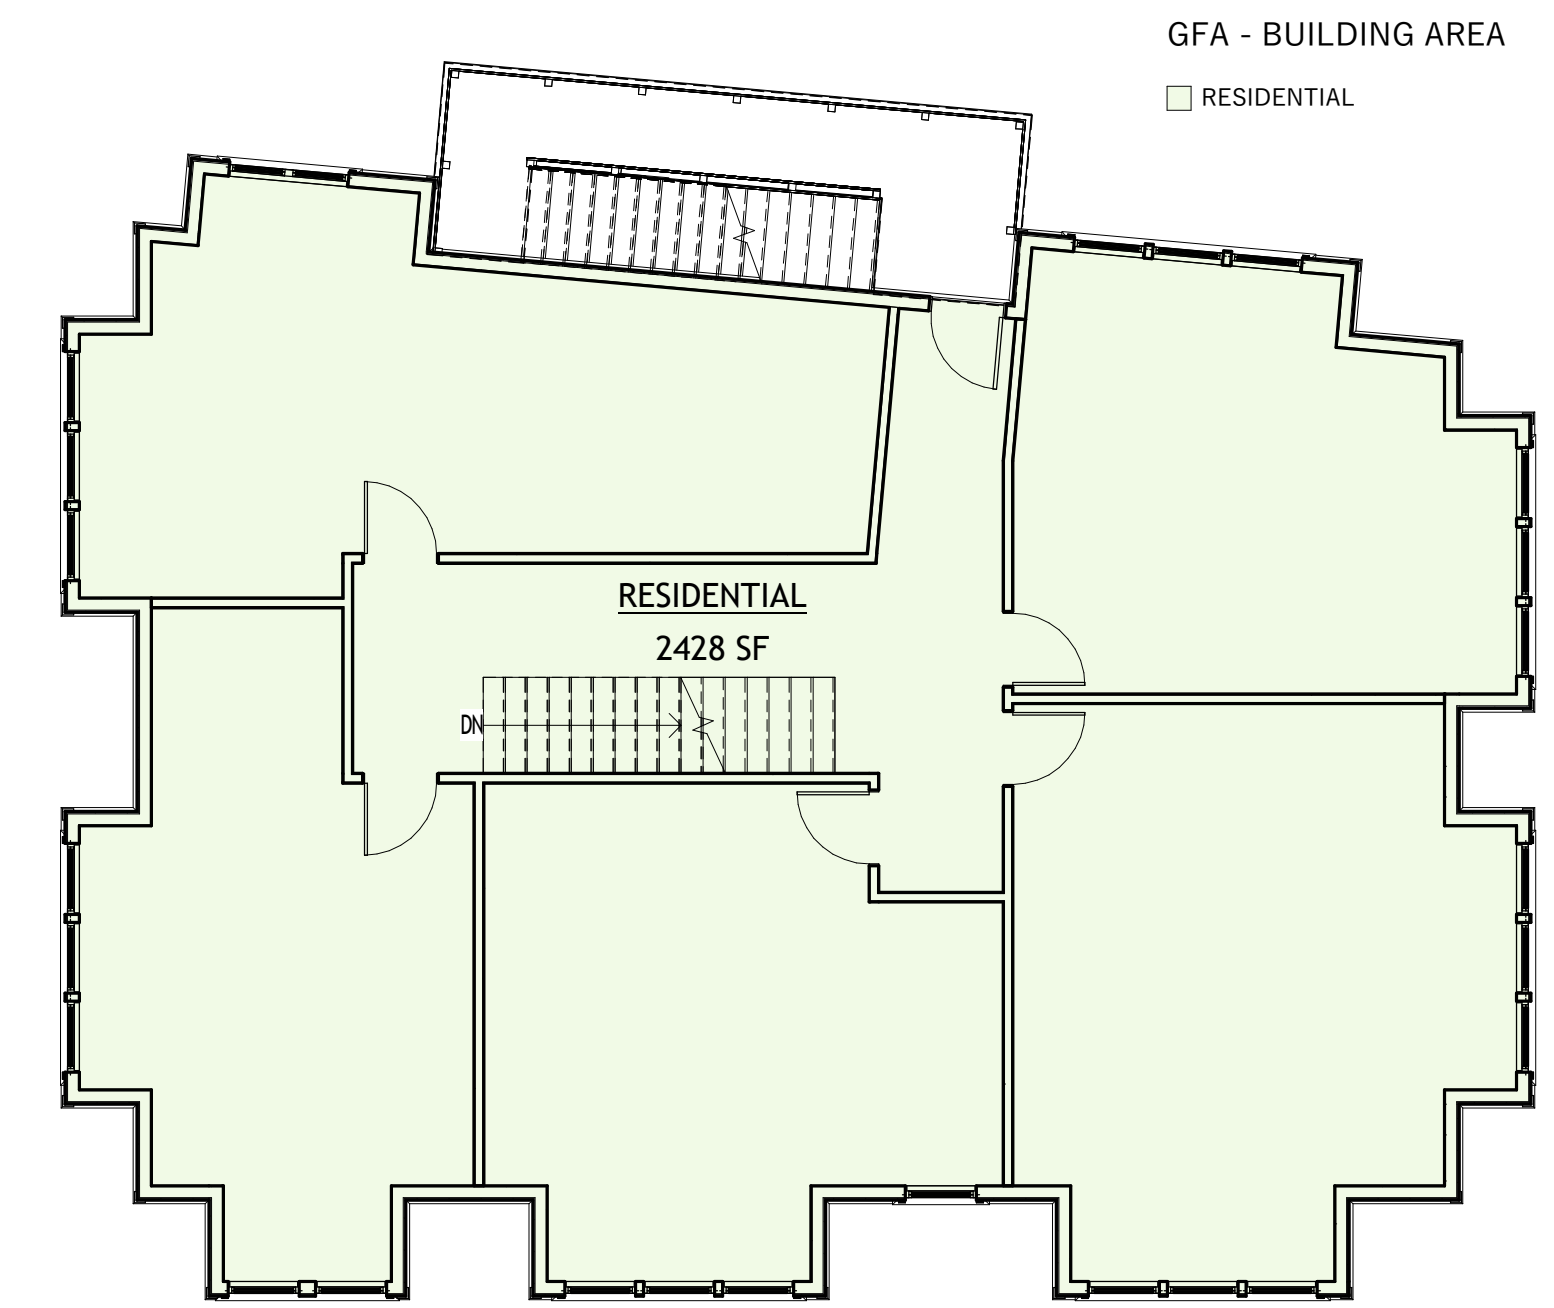 GFA - BUILDING AREA
RESIDENTIAL
RESIDENTIAL
2428 SF
DN